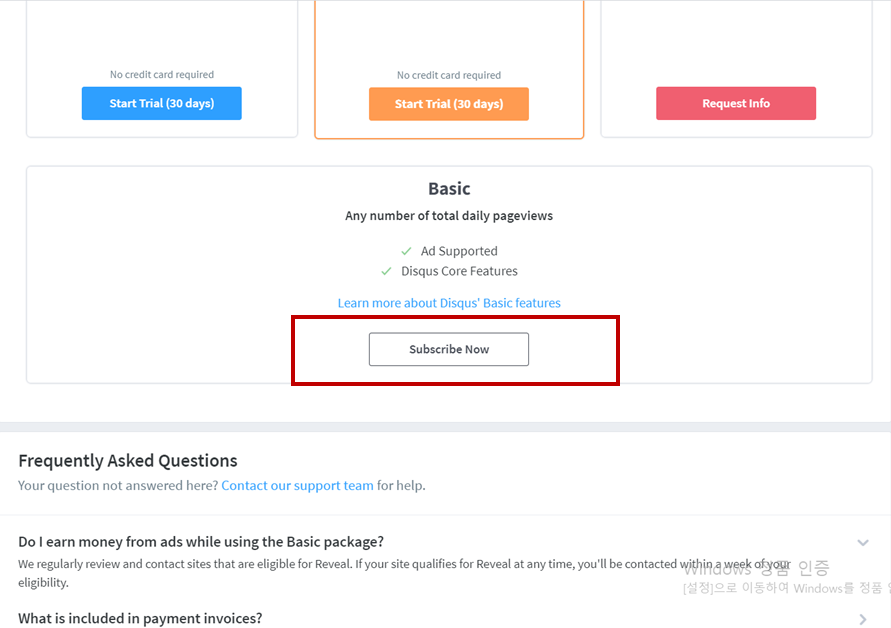 No credit card required
No credit card required
Start Trial (30 days)
Start Trial (30 days)
Request Info
Basic
Any number of total daily pageviews
Ad Supported
Disqus Core Features
Learn more about Disqus' Basic features
Subscribe Now
Frequently Asked Questions
Your question not answered here? Contact our support team for help.
Do I earn money from ads while using the Basic package?
We regularly review and contact sites that are eligible for Reveal. If your site qualifies for Reveal at any time, you'll be contacted within a week of your
eligibility.
Windows 정품 인증
[설정]으로 이동하여 Windows를 정품
What is included in payment invoices?